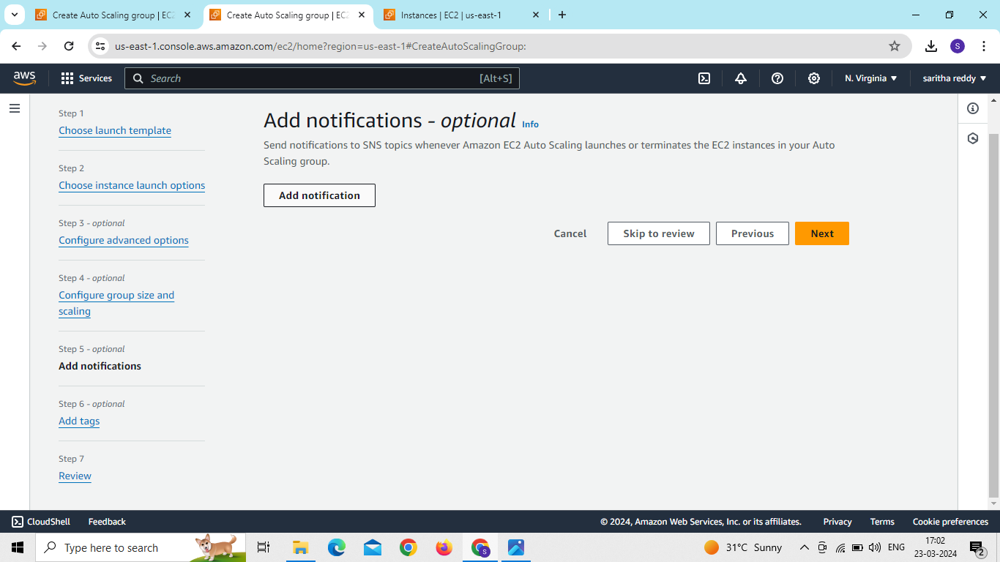 Create Auto Scaling group | EC2
Create Auto Scaling group | EC2
Instances | EC2 | us-east-1
us-east-1.console.aws.amazon.com/ec2/home?region=us-east-1#CreateAutoScalingGroup:
S
aws
Services
Search
[Alt+S]
N. Virginia
saritha reddy
Step 1
Choose launch template
Step 2
Choose instance launch options
Step 3 - optional
Configure advanced options
Step 4 - optional
Configure group size and
scaling
Step 5 - optional
Add notifications
Step 6 - optional
Add tags
Step 7
Review
Add notifications - optional Info
Send notifications to SNS topics whenever Amazon EC2 Auto Scaling launches or terminates the EC2 instances in your Auto
Scaling group.
Add notification
Cancel
Skip to review
Previous
Next
CloudShell
Feedback
© 2024, Amazon Web Services, Inc. or its affiliates.
Privacy
Terms
Cookie preferences
Type here to search
S
31°C Sunny
ENG
17:02
23-03-2024
2